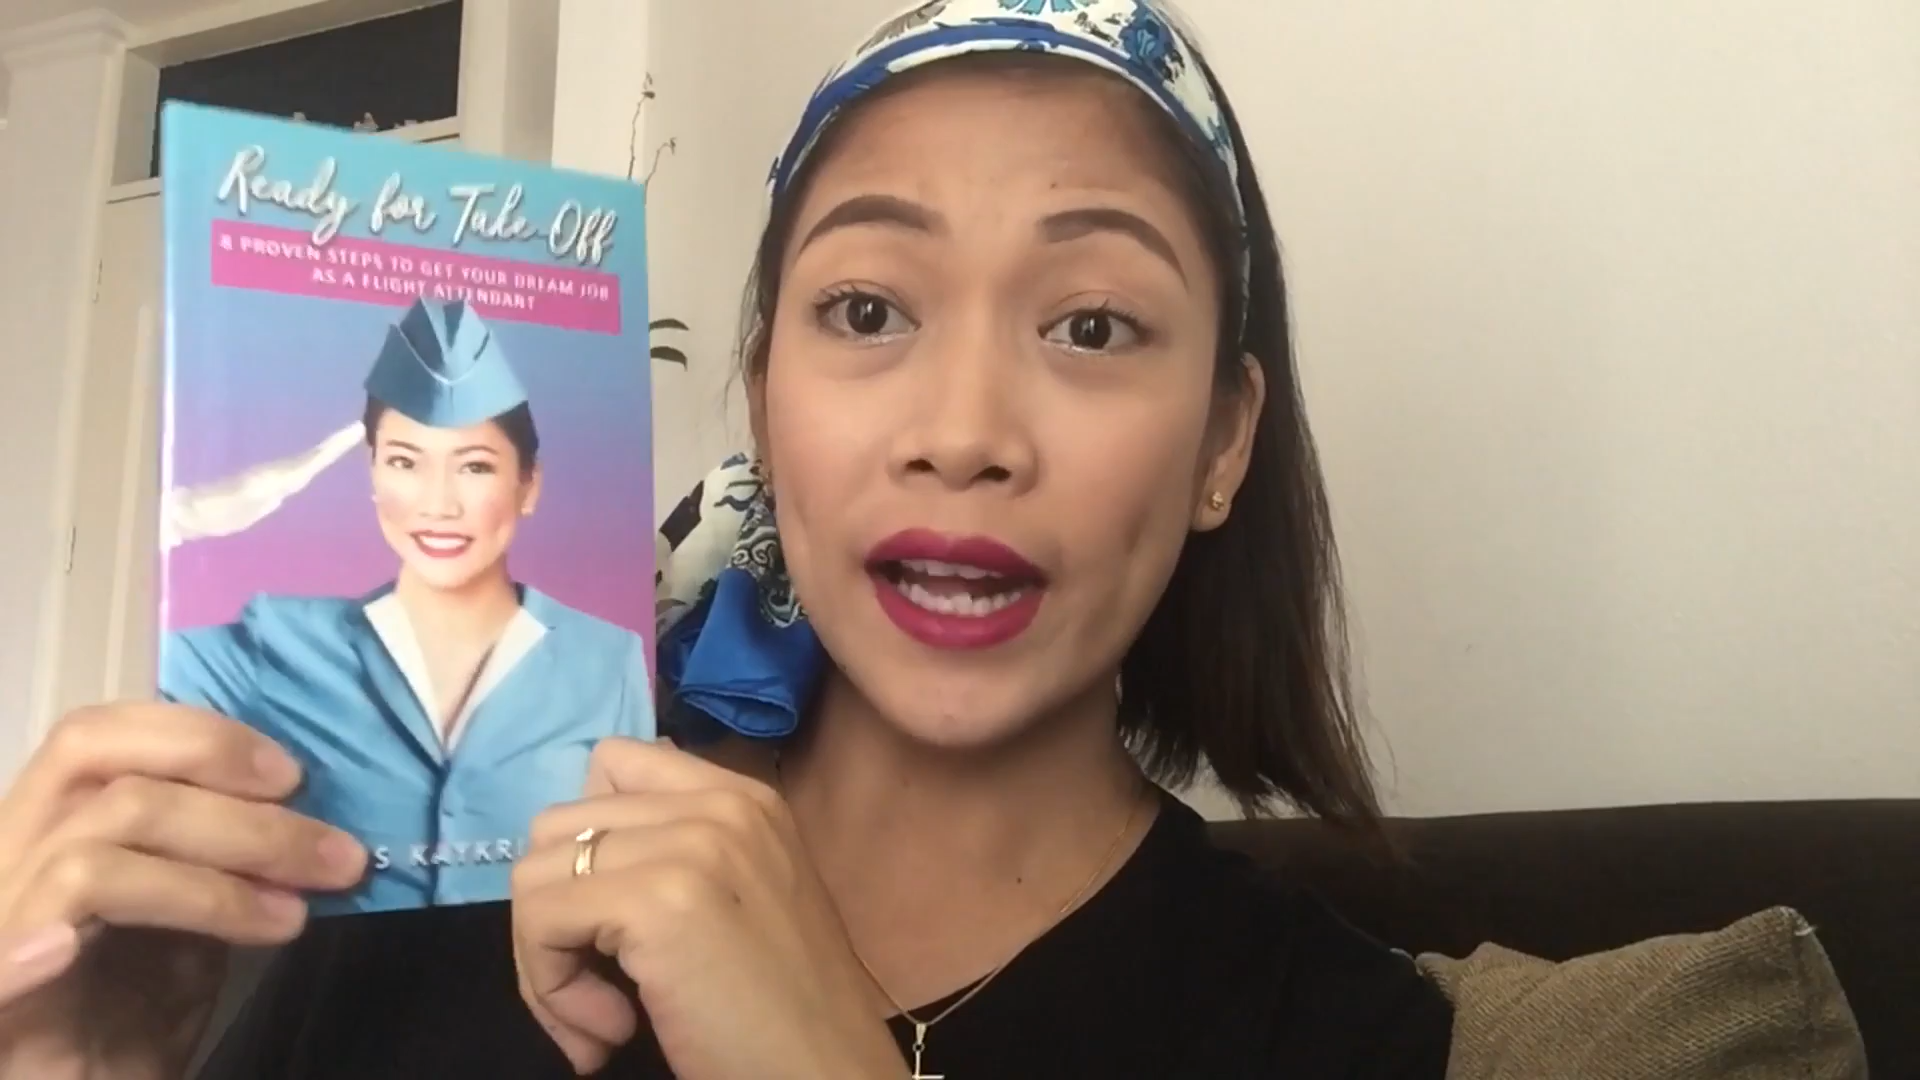 Ready for Take-Off
8 PROVEN STEPS TO GET YOUR DREAM JOB
AS A FLIGHT ATTENDANT